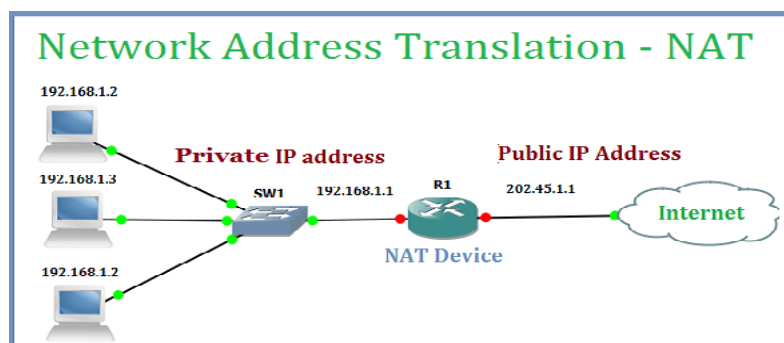 Network Address Translation - NAT
192.168.1.2
Private IP address
Public IP Address
192.168.1.3
SW1
192.168.1.1
R1
202.45.1.1
Internet
NAT Device
192.168.1.2